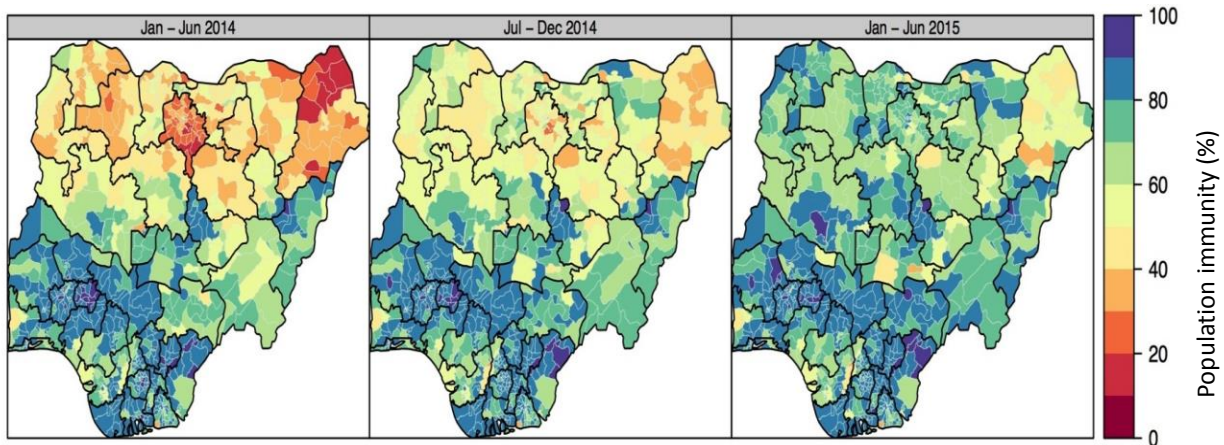 Jan – Jun 2014
Jul – Dec 2014
Jan – Jun 2015
100
80
60
40
20
0
Population immunity (%)